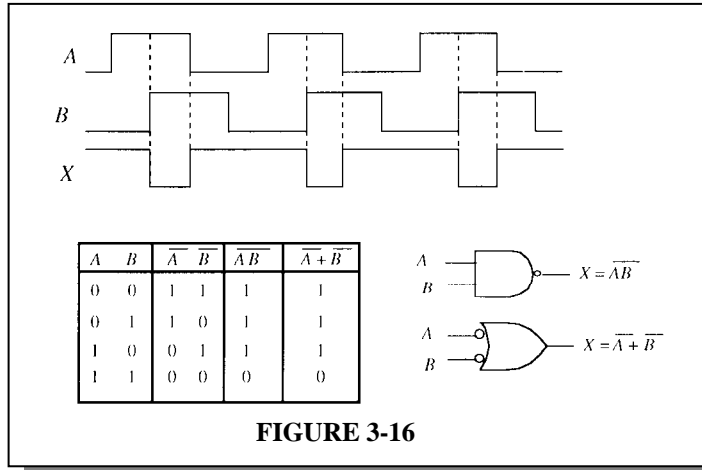 A
B
X
A B A̅ B̅ A̅B̅ A̅ + B̅
0 0 1 1 1 1
0 1 1 0 1 1
1 0 0 1 1 1
1 1 0 0 0 0
A
B
X = A̅B̅
A
B
X = A̅ + B̅
FIGURE 3-16